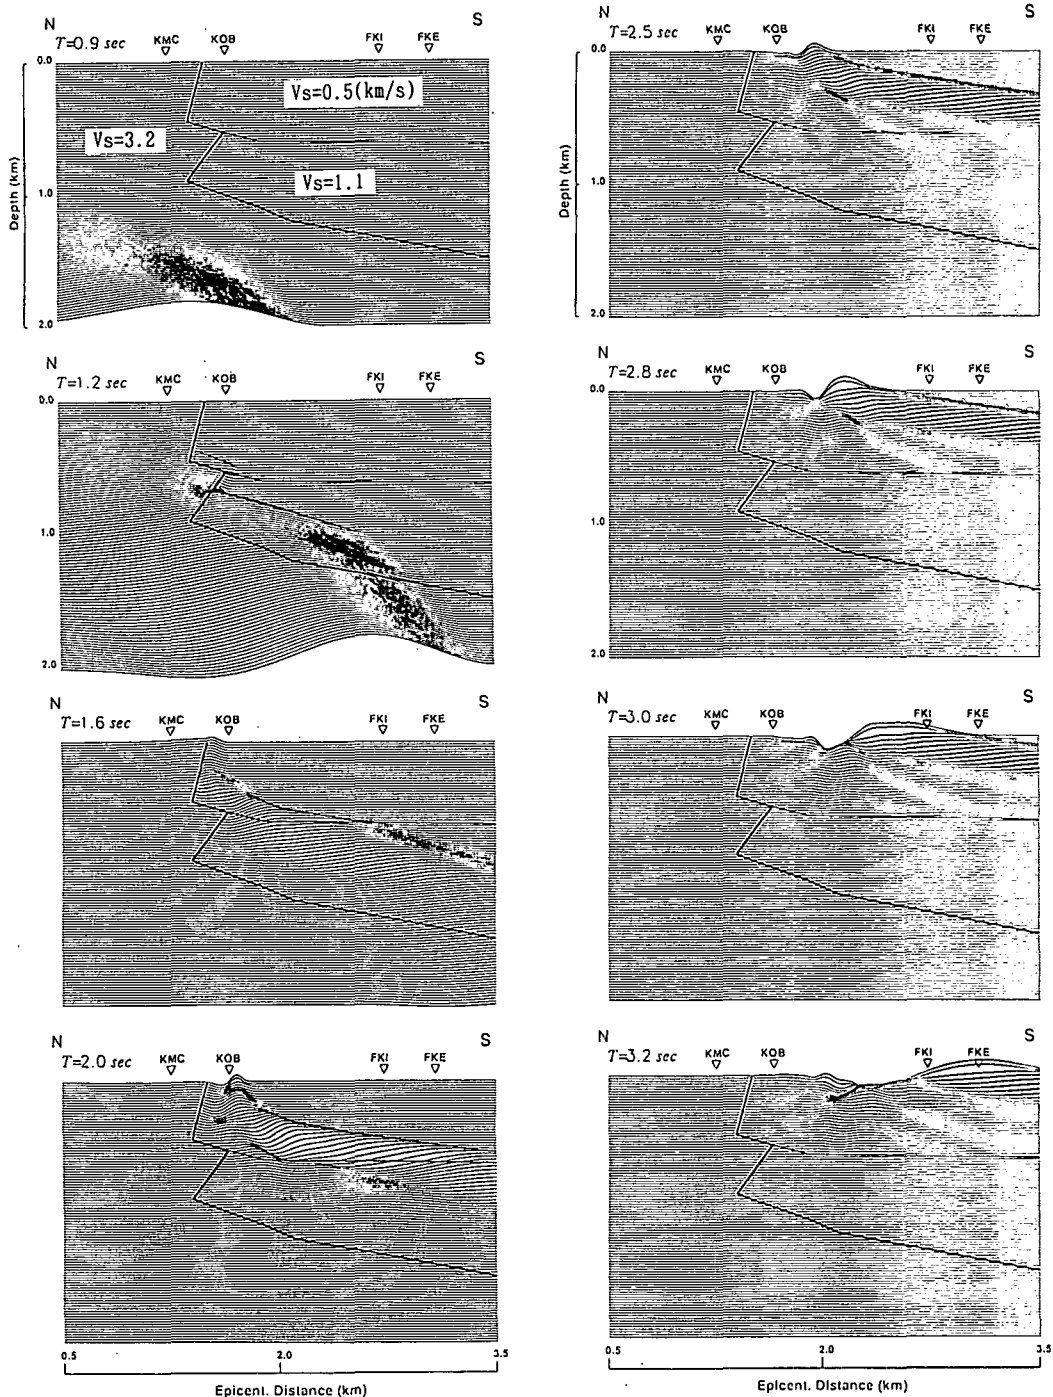 N S
T=0.9 sec KMC KOB FKI FKE
0.0
Vs=0.5(km/s)
Vs=3.2
Vs=1.1
Depth (km)
1.0
2.0
N S
T=1.2 sec KMC KOB FKI FKE
0.0
1.0
2.0
N S
T=1.6 sec KMC KOB FKI FKE
N S
T=2.0 sec KMC KOB FKI FKE
0.5 2.0 3.5
Epicent. Distance (km)
N S
T=2.5 sec KMC KOB FKI FKE
0.0
Depth (km)
1.0
2.0
N S
T=2.8 sec KMC KOB FKI FKE
0.0
1.0
2.0
N S
T=3.0 sec KMC KOB FKI FKE
N S
T=3.2 sec KMC KOB FKI FKE
0.5 2.0 3.5
Epicent. Distance (km)